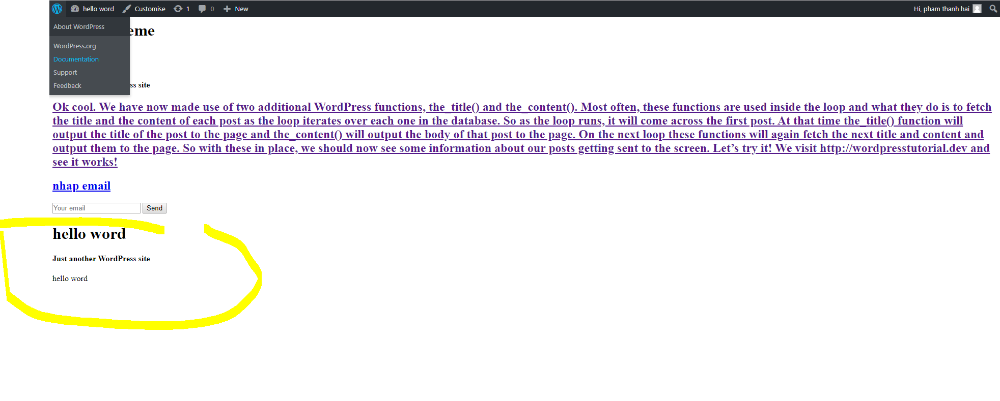 hello word Customise 1 0 New Hi, pham thanh hai
About WordPress
eme
WordPress.org
Documentation
Support
Feedback
ss site
Ok cool. We have now made use of two additional WordPress functions, the_title() and the_content(). Most often, these functions are used inside the loop and what they do is to fetch
the title and the content of each post as the loop iterates over each one in the database. So as the loop runs, it will come across the first post. At that time the_title() function will
output the title of the post to the page and the_content() will output the body of that post to the page. On the next loop these functions will again fetch the next title and content and
output them to the page. So with these in place, we should now see some information about our posts getting sent to the screen. Let’s try it! We visit http://wordpresstutorial.dev and
see it works!
nhap email
Your email Send
hello word
Just another WordPress site
hello word